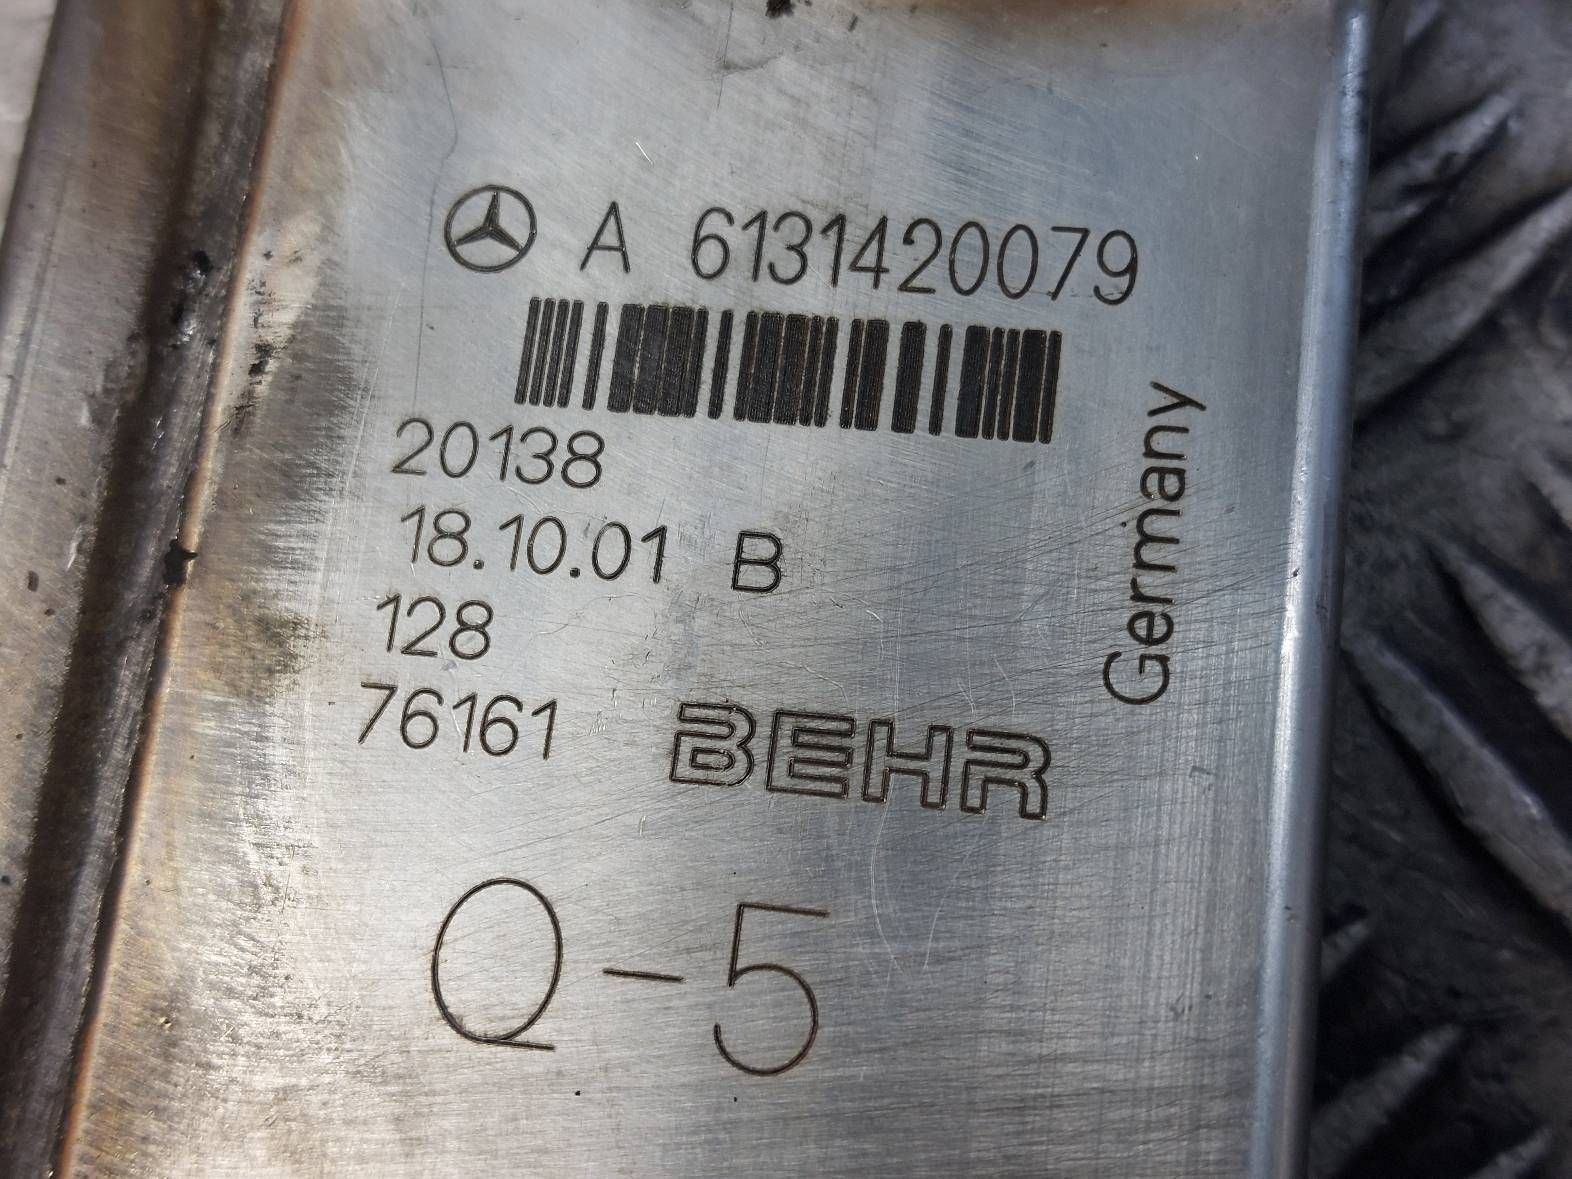 A 6131420079
20138
18.10.01 B
128
76161 BEHR
Germany
Q-5